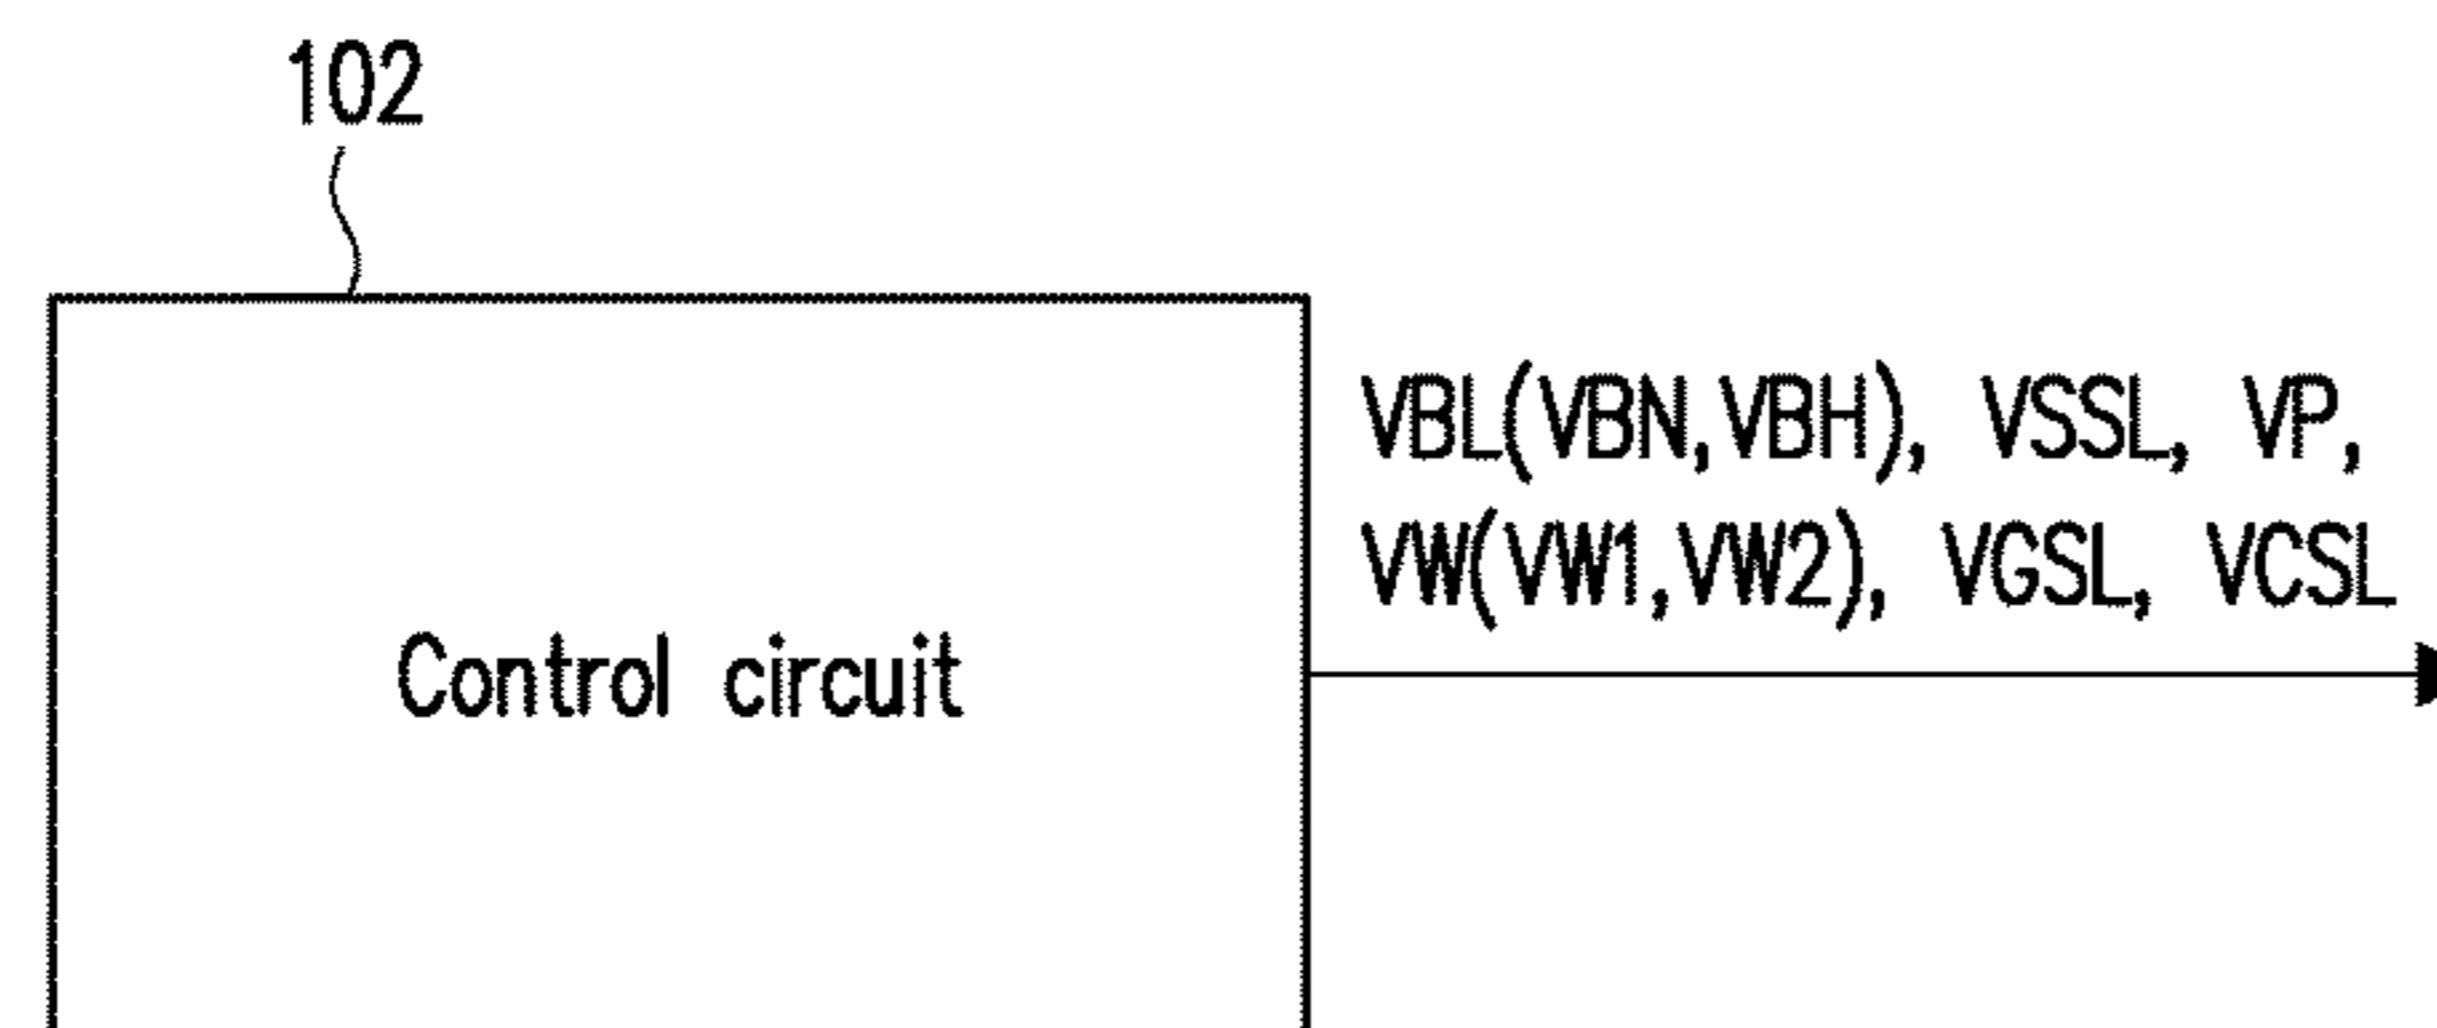 102
VBL(VBN,VBH), VSSL, VP,
VW(VW1,VW2), VGSL, VCSL
Control circuit